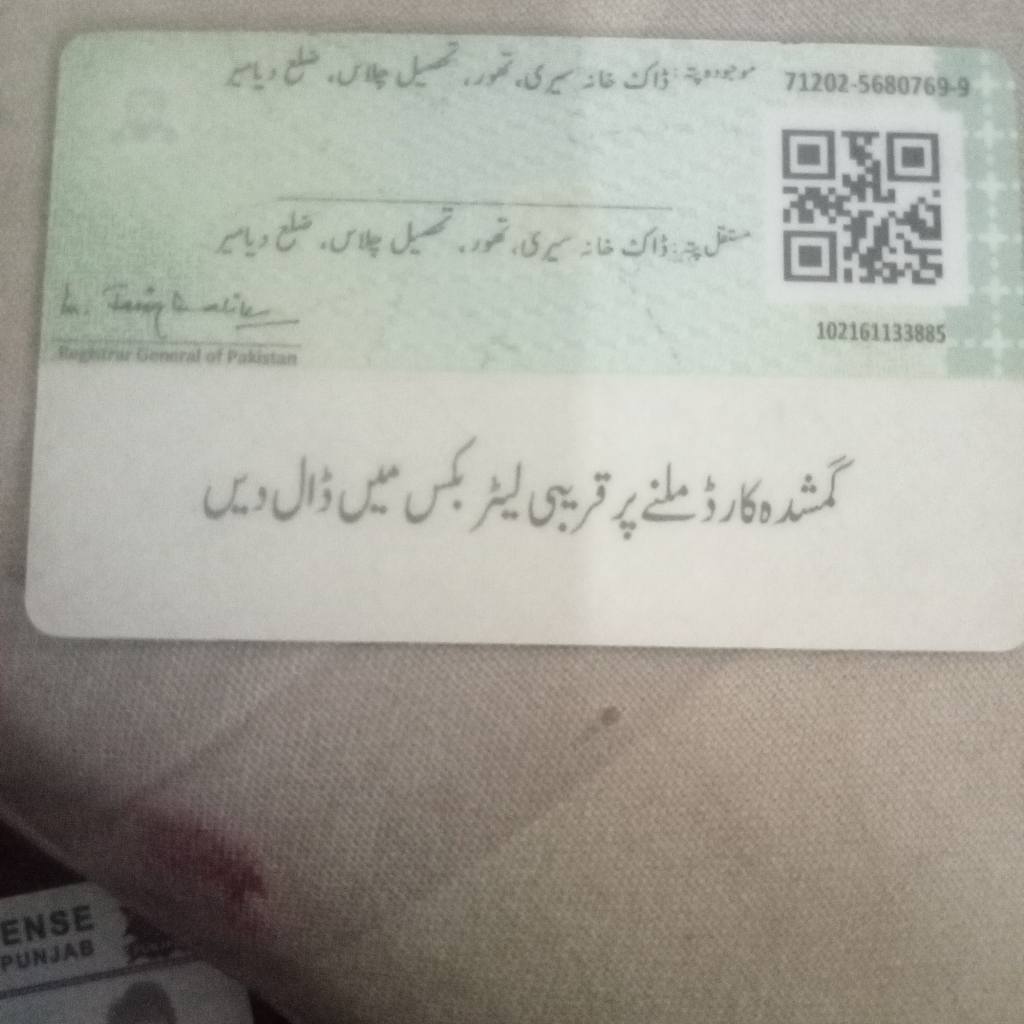 71202-5680769-9
موجودہ پتہ: ڈاک خانہ سیری، تھور، تحصیل چلاس، ضلع دیامیر
مستقل پتہ: ڈاک خانہ سیری، تھور، تحصیل چلاس، ضلع دیامیر
102161133885
Registrar General of Pakistan
گمشدہ کارڈ ملنے پر قریبی لیٹر بکس میں ڈال دیں
ENSE
PUNJAB